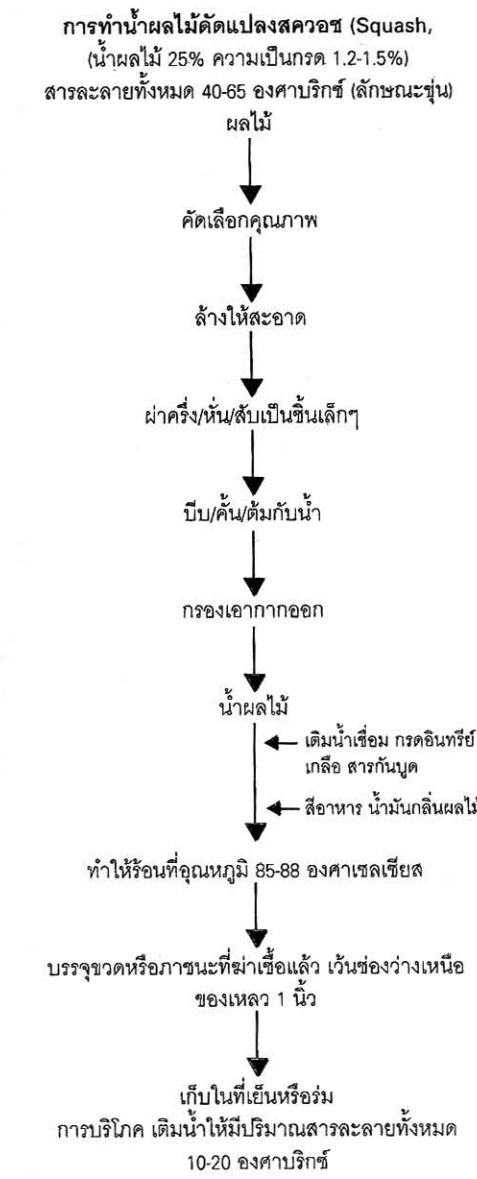 การทำน้ำผลไม้ดัดแปลงสควอช (Squash,
(น้ำผลไม้ 25% ความเป็นกรด 1.2-1.5%)
สารละลายทั้งหมด 40-65 องศาบริกซ์ (ลักษณะขุ่น)
ผลไม้
คัดเลือกคุณภาพ
ล้างให้สะอาด
ผ่าครึ่ง/หั่น/สับเป็นชิ้นเล็กๆ
บีบ/คั้น/ต้มกับน้ำ
กรองเอากากออก
น้ำผลไม้
เติมน้ำเชื่อม กรดอินทรีย์
เกลือ สารกันบูด
สีอาหาร น้ำมันกลิ่นผลไม้
ทำให้ร้อนที่อุณหภูมิ 85-88 องศาเซลเซียส
บรรจุขวดหรือภาชนะที่ฆ่าเชื้อแล้ว เว้นช่องว่างเหนือ
ของเหลว 1 นิ้ว
เก็บในที่เย็นหรือร่ม
การบริโภค เติมน้ำให้มีปริมาณสารละลายทั้งหมด
10-20 องศาบริกซ์